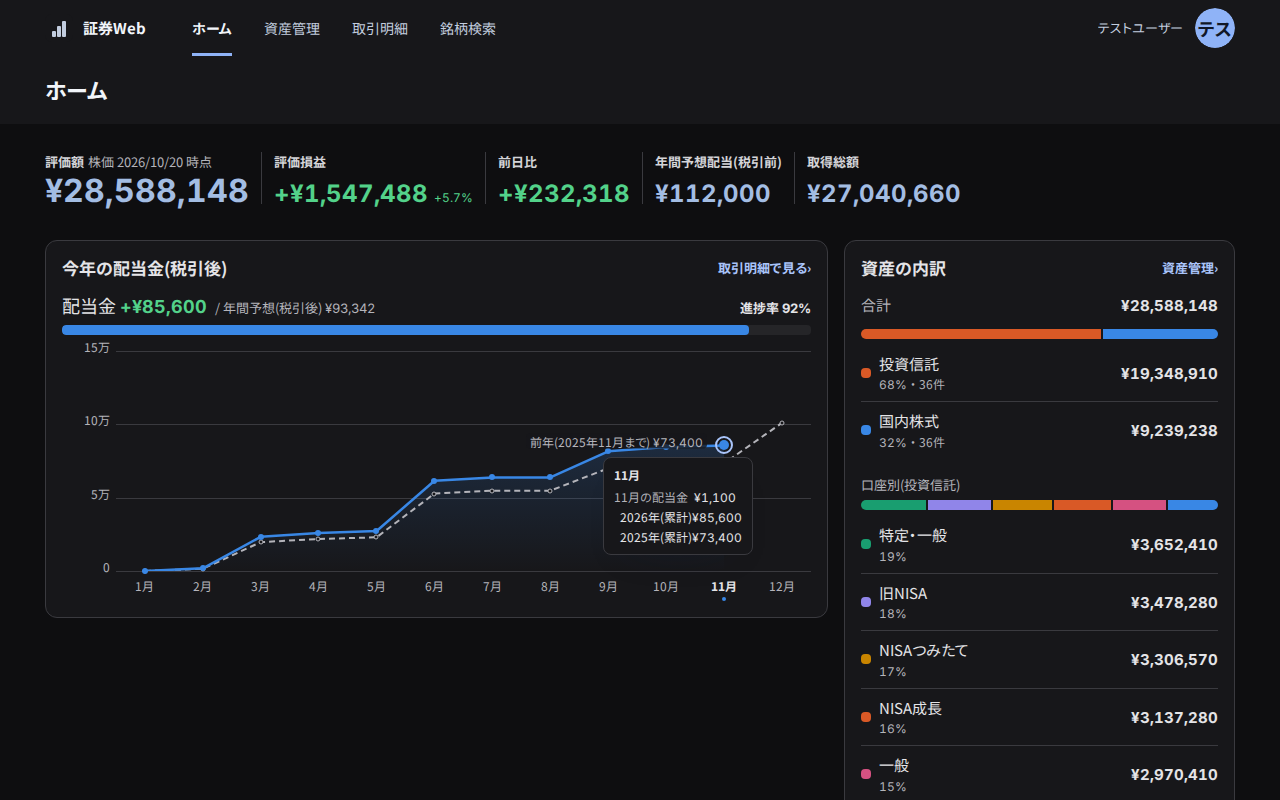 証券Web ホーム 資産管理 取引明細 銘柄検索 テストユーザー テス
ホーム
評価額 株価 2026/10/20 時点
¥28,588,148
評価損益
+¥1,547,488 +5.7%
前日比
+¥232,318
年間予想配当(税引前)
¥112,000
取得総額
¥27,040,660
今年の配当金(税引後) 取引明細で見る›
配当金 +¥85,600 / 年間予想(税引後) ¥93,342 進捗率 92%
15万
10万
5万
0
前年(2025年11月まで) ¥73,400
11月
11月の配当金 ¥1,100
2026年(累計)¥85,600
2025年(累計)¥73,400
1月 2月 3月 4月 5月 6月 7月 8月 9月 10月 11月 12月
資産の内訳 資産管理›
合計 ¥28,588,148
投資信託 ¥19,348,910
68%・36件
国内株式 ¥9,239,238
32%・36件
口座別(投資信託)
特定・一般 ¥3,652,410
19%
旧NISA ¥3,478,280
18%
NISAつみたて ¥3,306,570
17%
NISA成長 ¥3,137,280
16%
一般 ¥2,970,410
15%